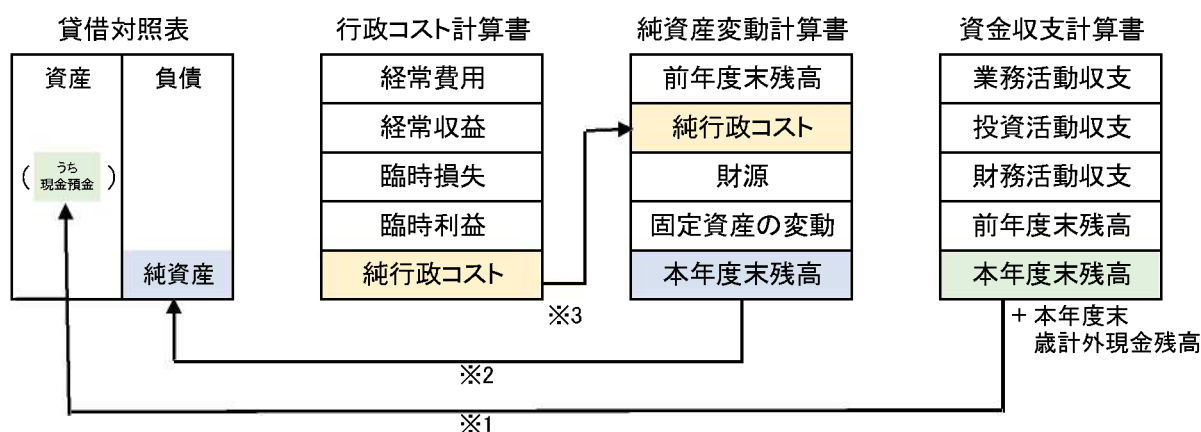 貸借対照表
資産
負債
(うち
現金預金)
純資産
行政コスト計算書
経常費用
経常収益
臨時損失
臨時利益
純行政コスト
純資産変動計算書
前年度末残高
純行政コスト
財源
固定資産の変動
本年度末残高
資金収支計算書
業務活動収支
投資活動収支
財務活動収支
前年度末残高
本年度末残高
+ 本年度末
歳計外現金残高
※3
※2
※1